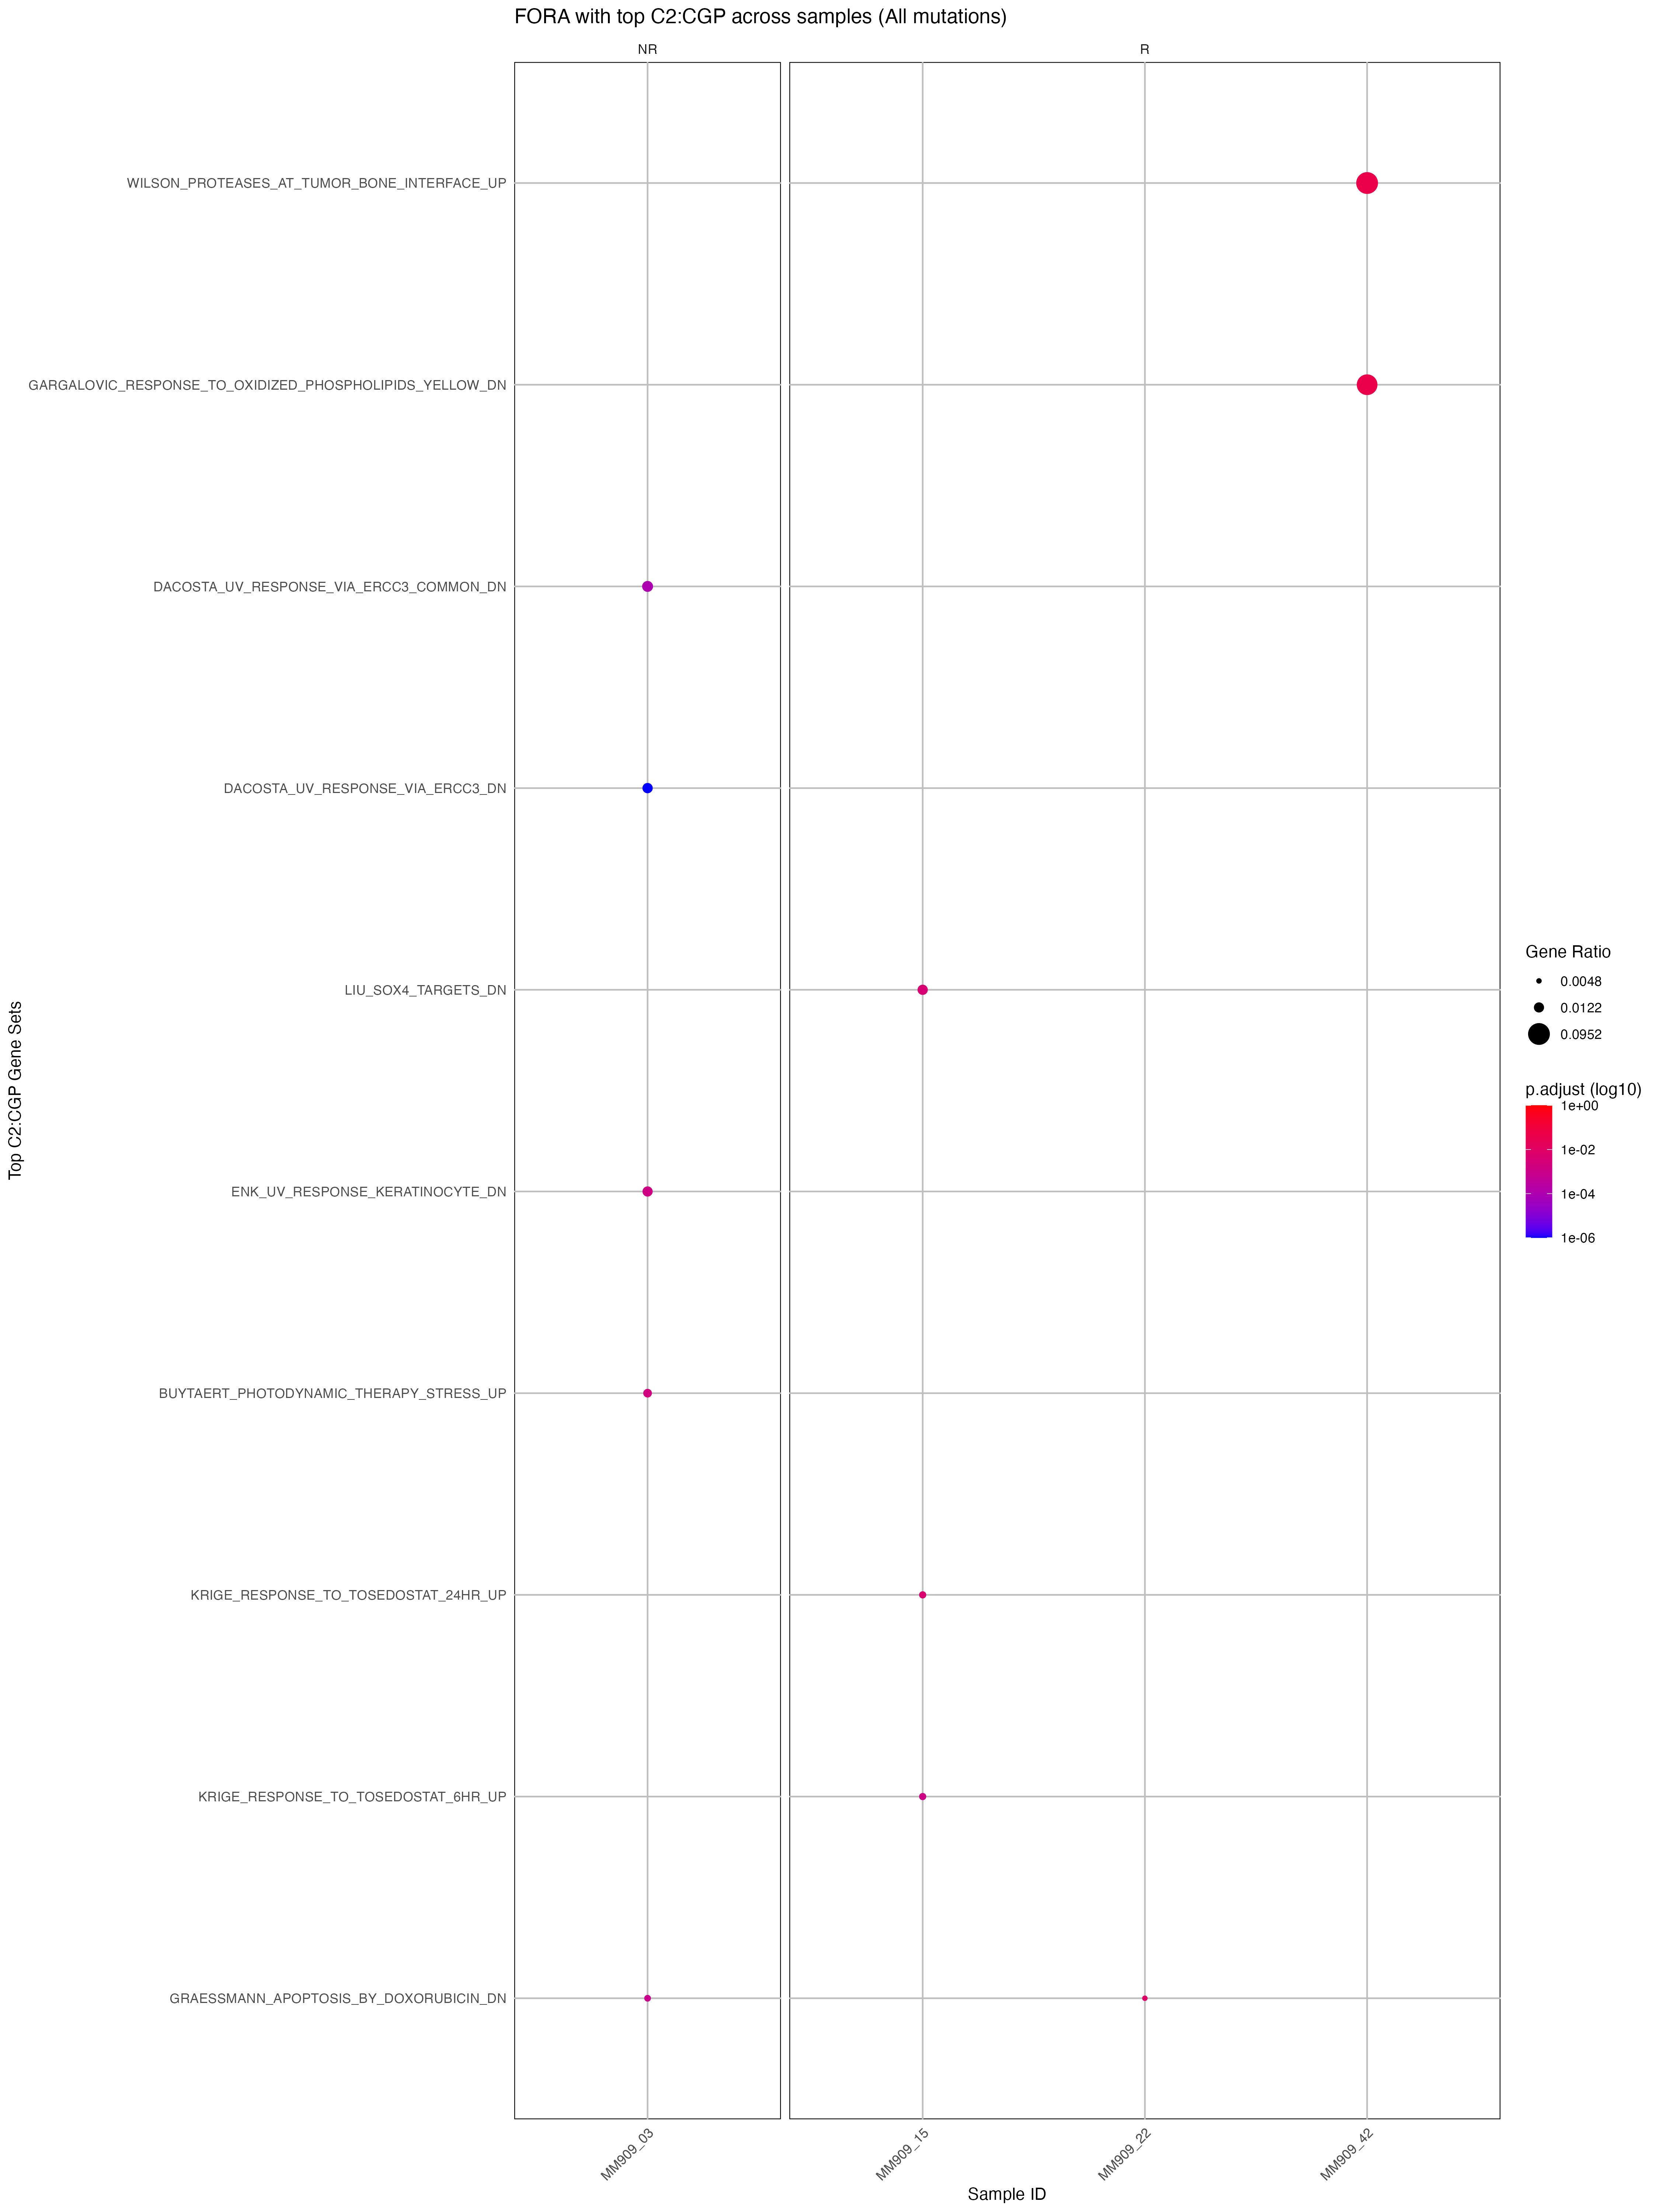 FORA with top C2:CGP across samples (All mutations)
NR
R
WILSON_PROTEASES_AT_TUMOR_BONE_INTERFACE_UP
GARGALOVIC_RESPONSE_TO_OXIDIZED_PHOSPHOLIPIDS_YELLOW_DN
DACOSTA_UV_RESPONSE_VIA_ERCC3_COMMON_DN
DACOSTA_UV_RESPONSE_VIA_ERCC3_DN
LIU_SOX4_TARGETS_DN
ENK_UV_RESPONSE_KERATINOCYTE_DN
BUYTAERT_PHOTODYNAMIC_THERAPY_STRESS_UP
KRIGE_RESPONSE_TO_TOSEDOSTAT_24HR_UP
KRIGE_RESPONSE_TO_TOSEDOSTAT_6HR_UP
GRAESSMANN_APOPTOSIS_BY_DOXORUBICIN_DN
Top C2:CGP Gene Sets
MM909_03
MM909_15
MM909_22
MM909_42
Sample ID
Gene Ratio
0.0048
0.0122
0.0952
p.adjust (log10)
1e+00
1e-02
1e-04
1e-06